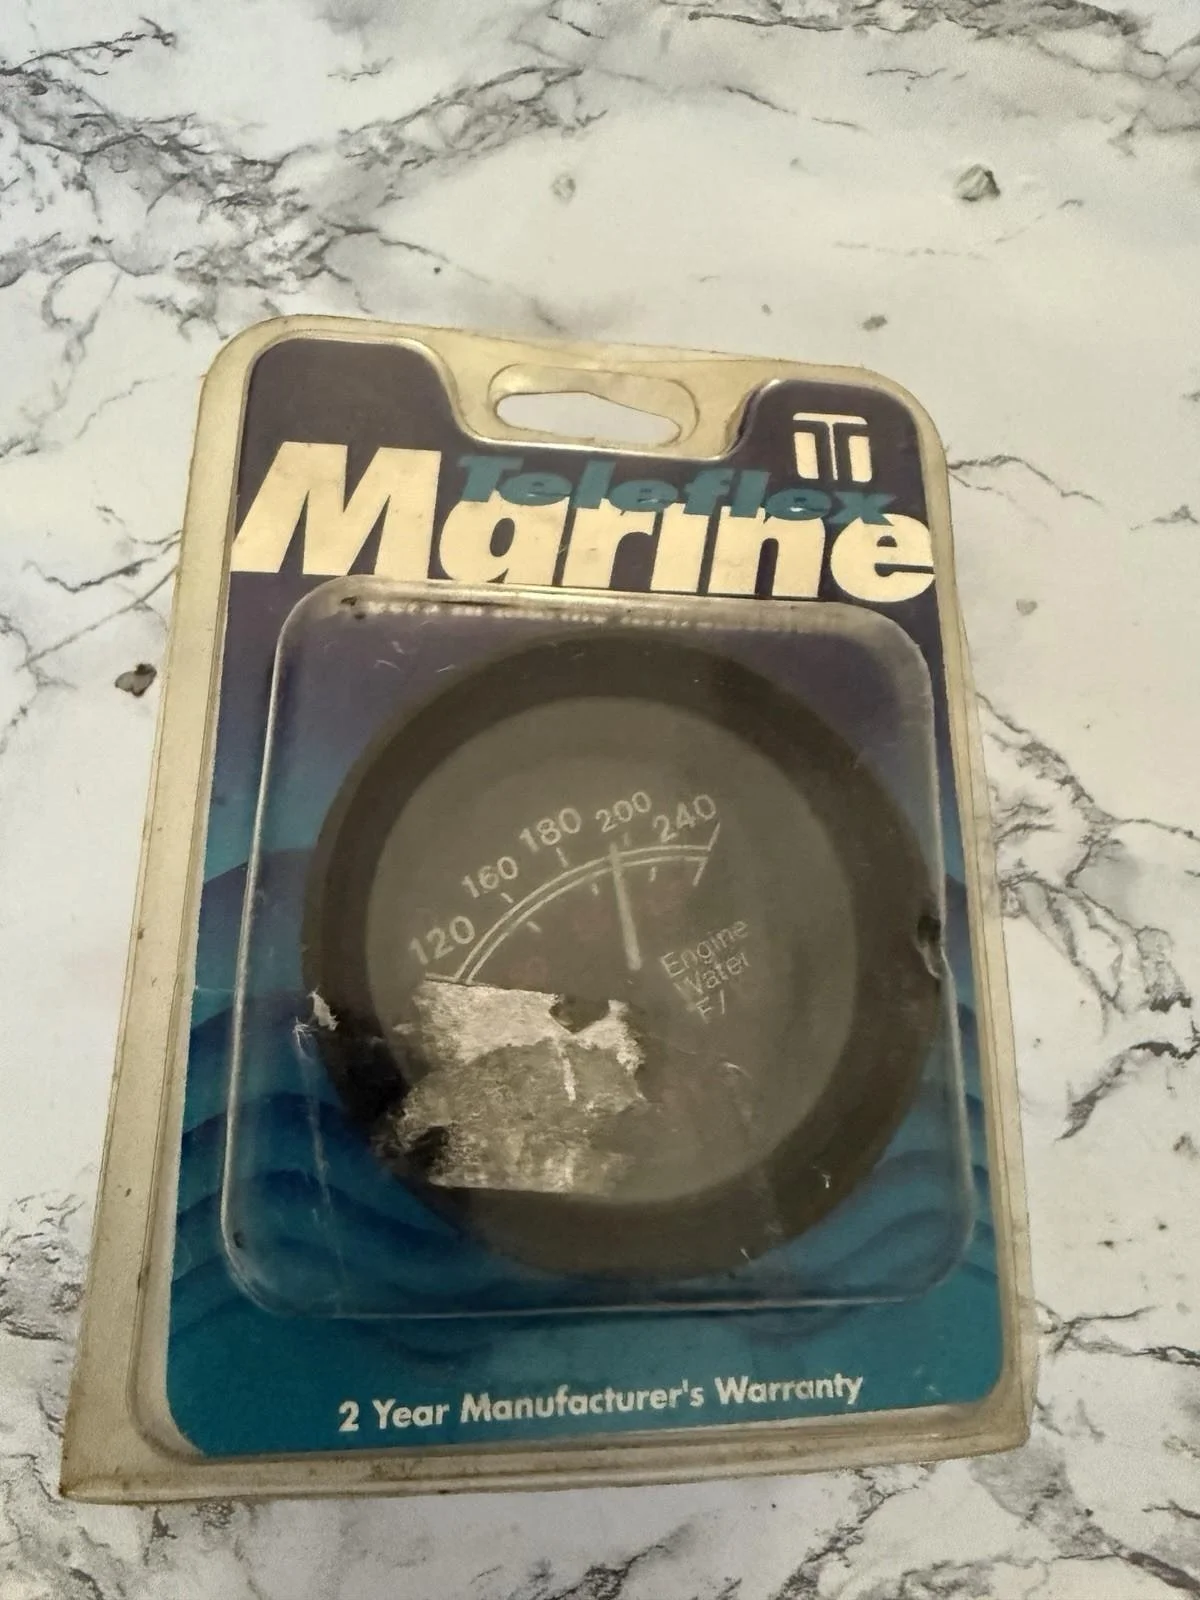 Teleflex
Marine
120 160 180 200 240
Engine
Water
F/
2 Year Manufacturer's Warranty